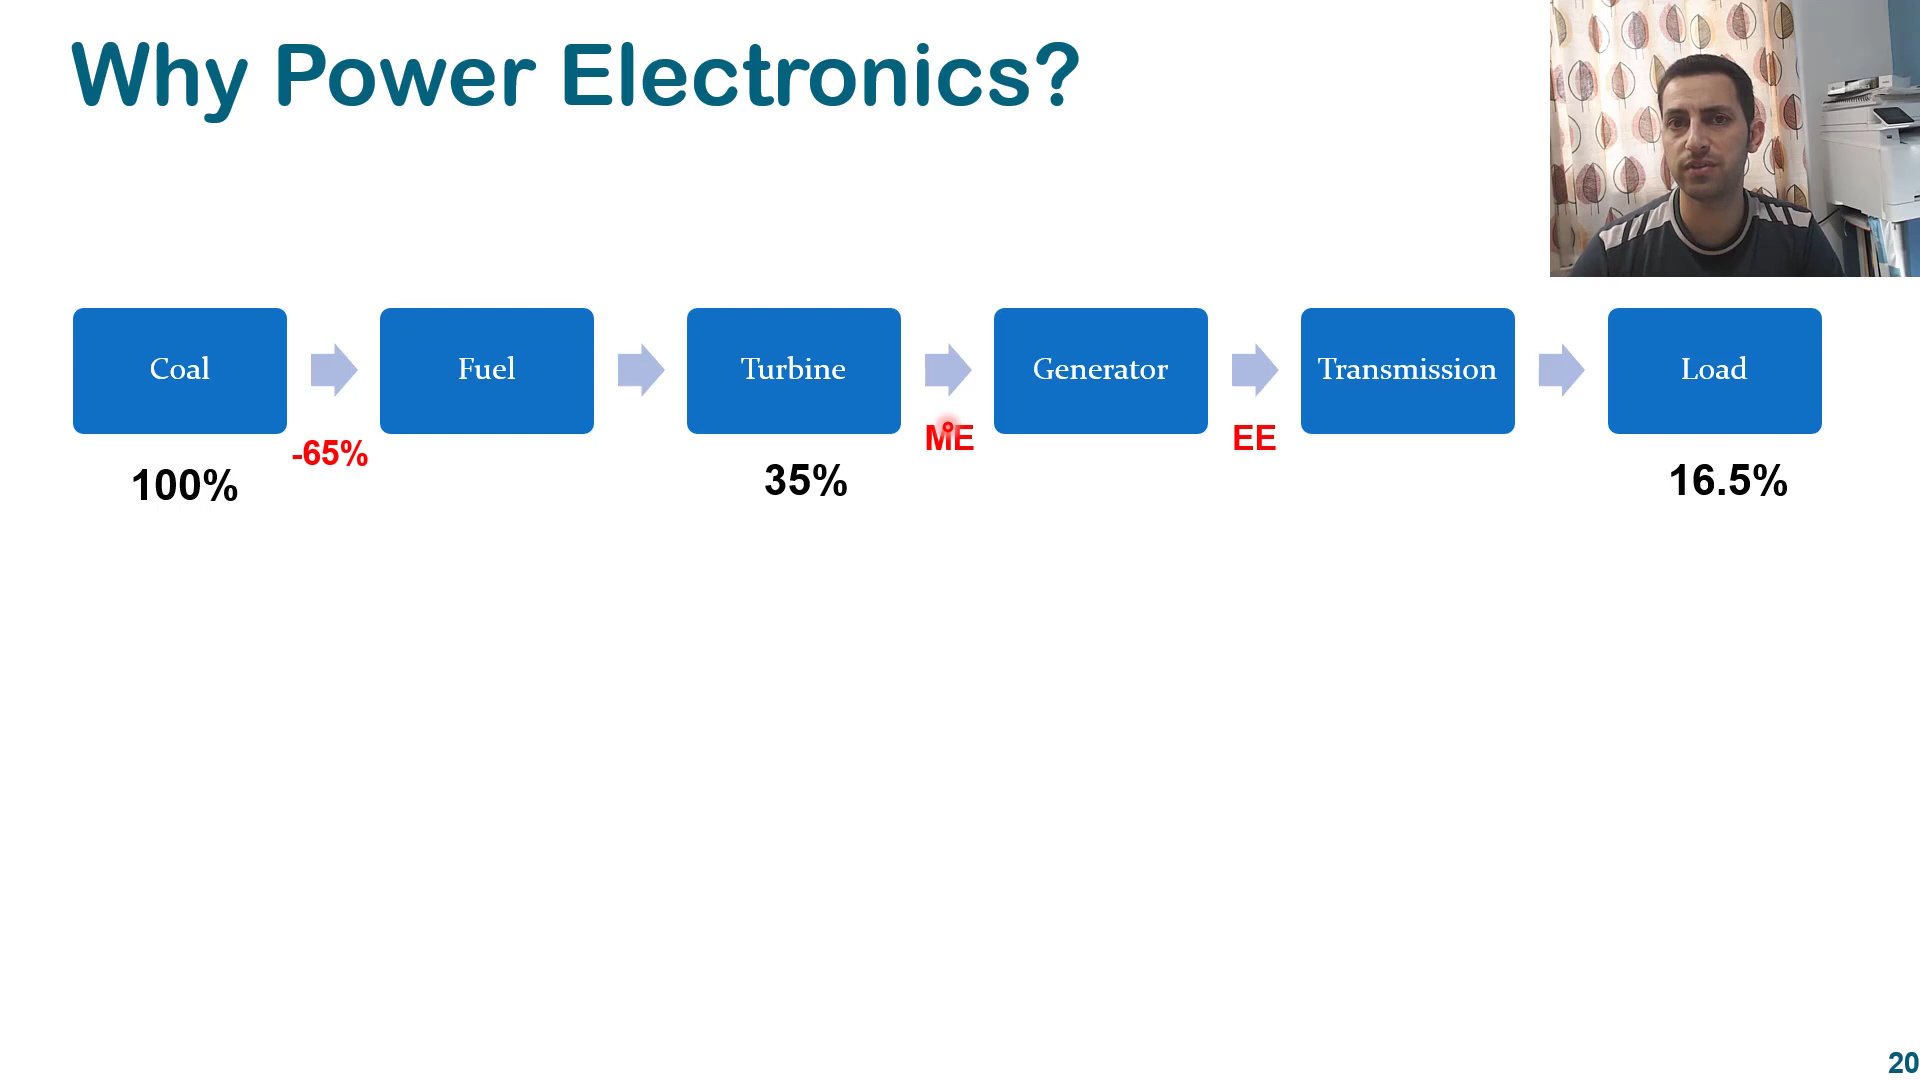 Why Power Electronics?
Coal
Fuel
Turbine
Generator
Transmission
Load
-65%
ME
EE
100%
35%
16.5%
20